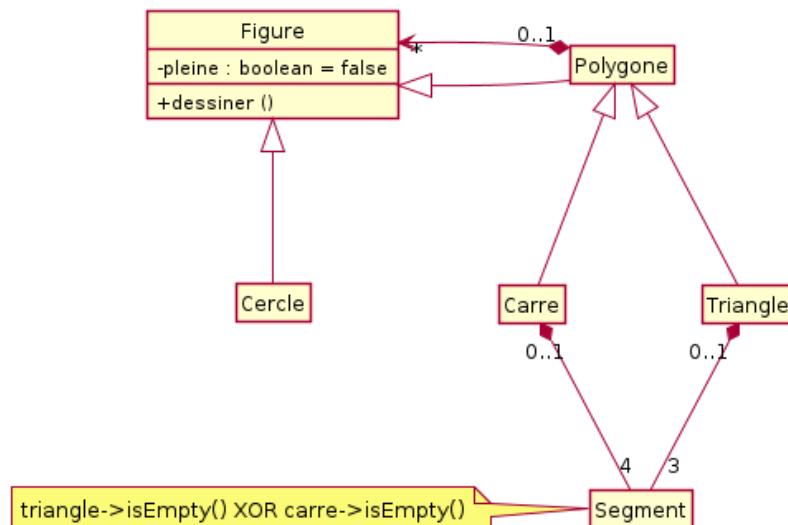 Figure
-pleine : boolean = false
+dessiner ()
0..1
*
Polygone
Cercle
Carre
Triangle
0..1
0..1
4
3
triangle->isEmpty() XOR carre->isEmpty()
Segment